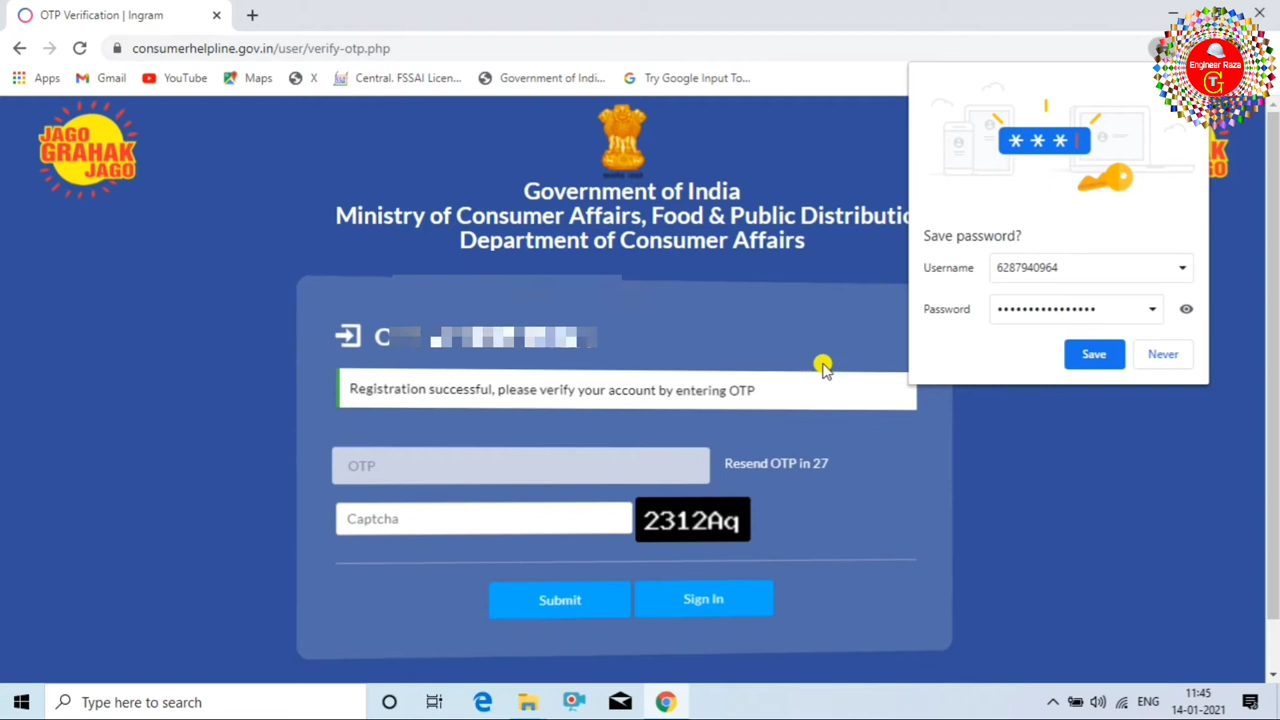 OTP Verification | Ingram
consumerhelpline.gov.in/user/verify-otp.php
Apps Gmail YouTube Maps X Central. FSSAI Licen... Government of Indi... Try Google Input To...
Engineer Raza
GT
JAGO
GRAHAK
JAGO
Government of India
Ministry of Consumer Affairs, Food & Public Distributio
Department of Consumer Affairs
* * *
Save password?
Username 6287940964
Password ••••••••••••••••
Save Never
Registration successful, please verify your account by entering OTP
OTP Resend OTP in 27
Captcha 2312Aq
Submit Sign In
Type here to search
ENG
11:45
14-01-2021